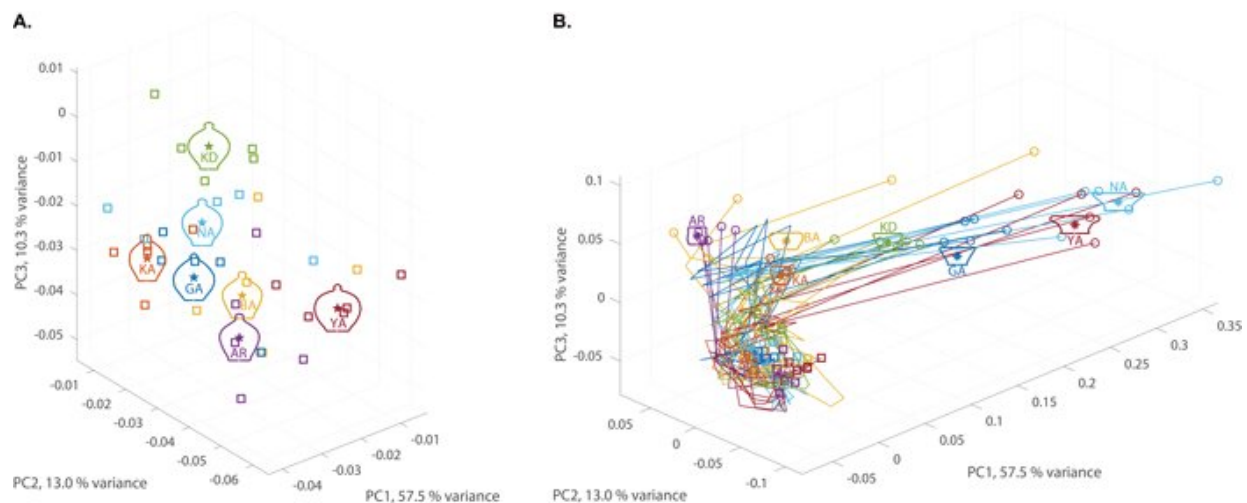 A.
B.
0.01
0
-0.01
-0.02
-0.03
-0.04
-0.05
PC3, 10.3 % variance
KD
NA
KA
GA
BA
YA
AR
-0.01
-0.02
-0.03
-0.04
-0.05
-0.06
PC2, 13.0 % variance
-0.04
-0.03
-0.02
-0.01
PC1, 57.5 % variance
0.1
0.05
0
-0.05
PC3, 10.3 % variance
AR
BA
KD
NA
YA
GA
KA
0.05
0
-0.05
-0.1
PC2, 13.0 % variance
-0.05
0
0.05
0.1
0.15
0.2
0.25
0.3
0.35
PC1, 57.5 % variance